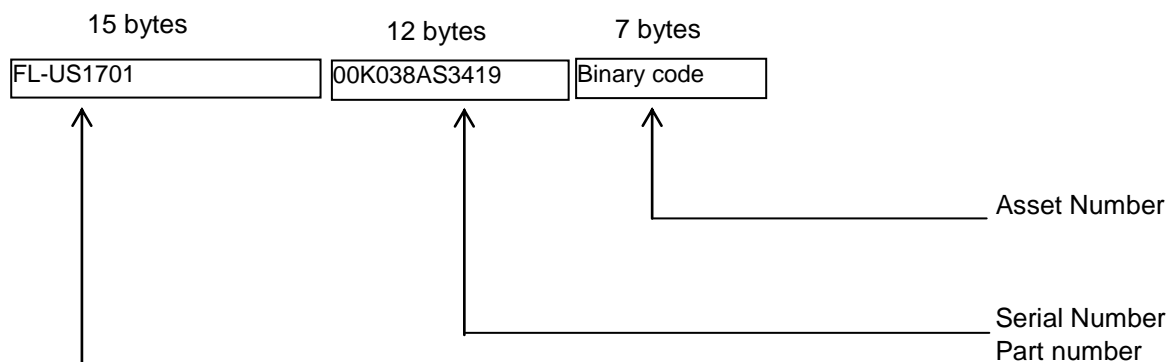 15 bytes
12 bytes
7 bytes
FL-US1701
00K038AS3419
Binary code
Asset Number
Serial Number
Part number